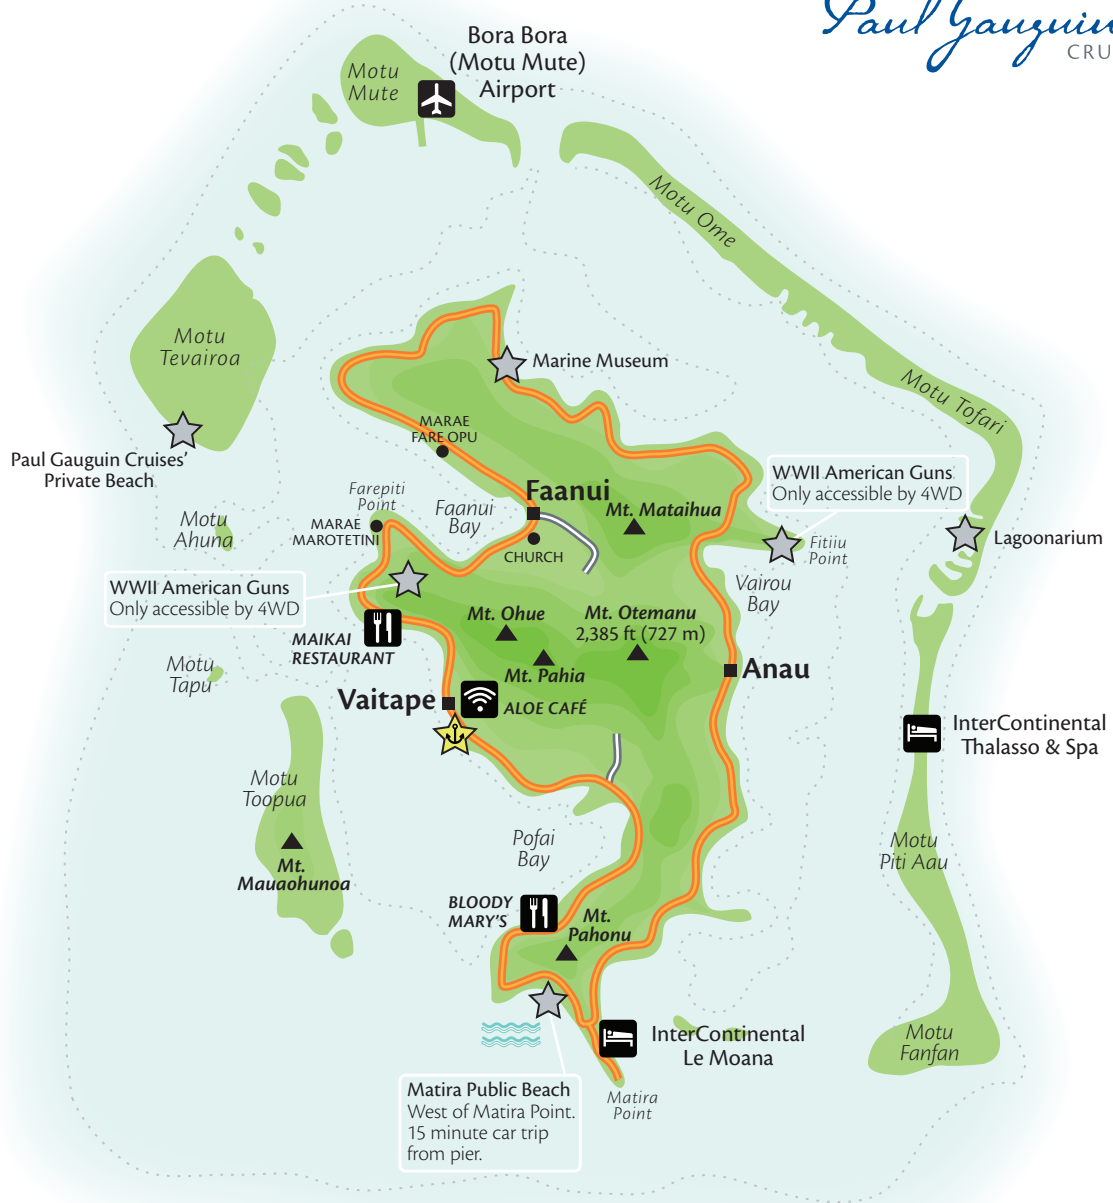 Paul Gauguin
CRU
Bora Bora
(Motu Mute)
Airport
Motu
Mute
Motu Ome
Motu
Tevairoa
Marine Museum
Motu Tofari
MARAE
FARE OPU
Paul Gauguin Cruises'
Private Beach
WWII American Guns
Only accessible by 4WD
Farepiti
Point
Faanui
Faanui
Bay
Mt. Mataihua
Motu
Ahuna
MARAE
MAROTETINI
CHURCH
Fitiiu
Point
Lagoonarium
WWII American Guns
Only accessible by 4WD
Vairou
Bay
Mt. Ohue
Mt. Otemanu
2,385 ft (727 m)
MAIKAI
RESTAURANT
Motu
Tapu
Mt. Pahia
Anau
Vaitape
ALOE CAFÉ
InterContinental
Thalasso & Spa
Motu
Toopua
Pofai
Bay
Motu
Piti Aau
Mt.
Mauaohunoa
BLOODY
MARY'S
Mt.
Pahonu
InterContinental
Le Moana
Motu
Fanfan
Matira Public Beach
West of Matira Point.
15 minute car trip
from pier.
Matira
Point